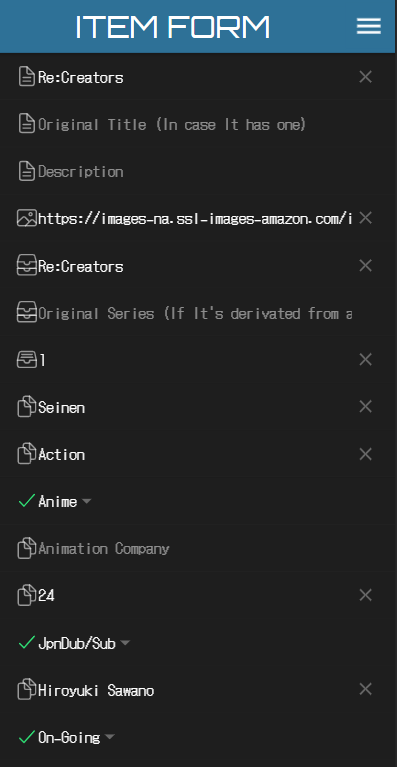 ITEM FORM
Re:Creators
Original Title (In case It has one)
Description
https://images-na.ssl-images-amazon.com/i
Re:Creators
Original Series (If It's derivated from a
1
Seinen
Action
Anime
Animation Company
24
JpnDub/Sub
Hiroyuki Sawano
On-Going